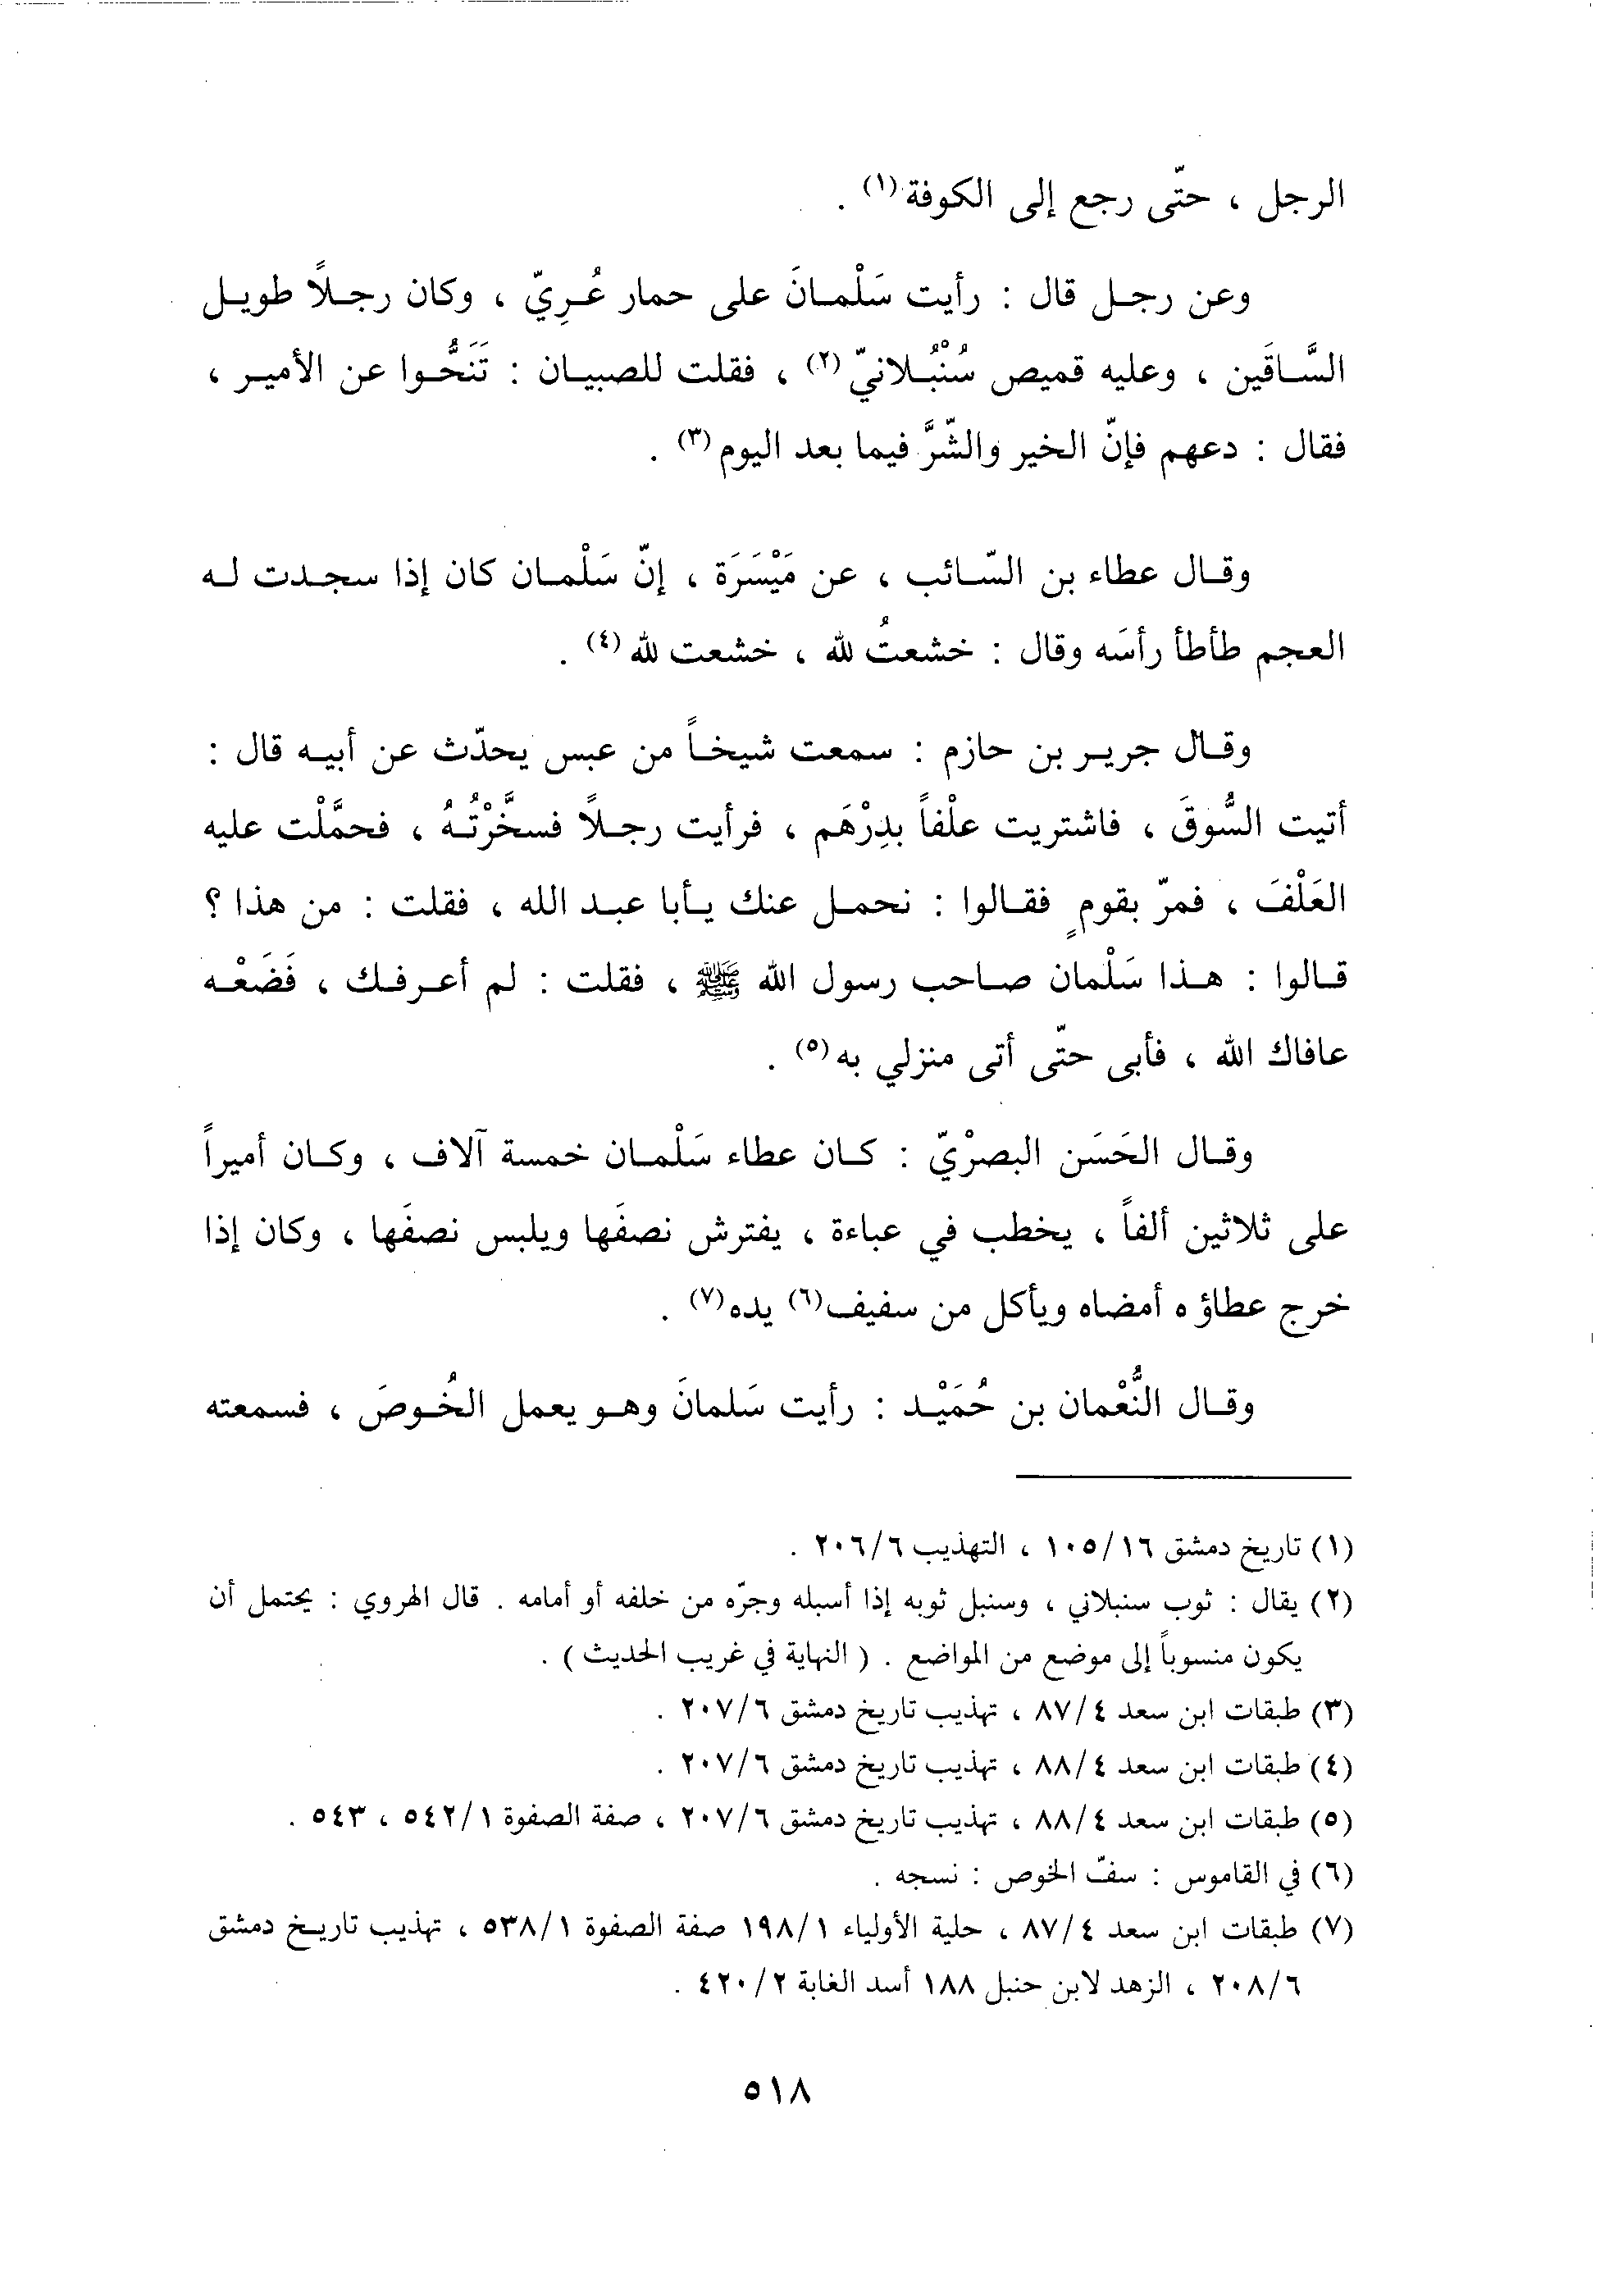 الرجل ، حتّى رجع إلى الكوفة(١) .
وعن رجل قال : رأيت سَلْمانَ على حمار عُرِيّ ، وكان رجلًا طويل
السَّاقَين ، وعليه قميص سُنْبُلانيّ(٢) ، فقلت للصبيان : تَنَحُّوا عن الأمير ،
فقال : دعهم فإنّ الخير والشّرَّ فيما بعد اليوم(٣) .
وقال عطاء بن السّائب ، عن مَيْسَرَة ، إنّ سَلْمان كان إذا سجدت له
العجم طأطأ رأسَه وقال : خشعتُ لله ، خشعت لله(٤) .
وقال جرير بن حازم : سمعت شيخاً من عبس يحدّث عن أبيه قال :
أتيت السُّوقَ ، فاشتريت علْفاً بدِرْهَم ، فرأيت رجلًا فسخَّرْتُهُ ، فحمَّلْت عليه
العَلْفَ ، فمرّ بقومٍ فقالوا : نحمل عنك يأبا عبد الله ، فقلت : من هذا ؟
قالوا : هذا سَلْمان صاحب رسول الله ﷺ ، فقلت : لم أعرفك ، فَضَعْه
عافاك الله ، فأبى حتّى أتى منزلي به(٥) .
وقال الحَسَن البصرْيّ : كان عطاء سَلْمان خمسة آلاف ، وكان أميراً
على ثلاثين ألفاً ، يخطب في عباءة ، يفترش نصفَها ويلبس نصفَها ، وكان إذا
خرج عطاؤه أمضاه ويأكل من سفيف(٦) يده(٧) .
وقال النُّعْمان بن حُمَيْد : رأيت سَلمانَ وهو يعمل الخُوصَ ، فسمعته
(١) تاريخ دمشق ١٠٥/١٦ ، التهذيب ٢٠٦/٦ .
(٢) يقال : ثوب سنبلاني ، وسنبل ثوبه إذا أسبله وجرّه من خلفه أو أمامه . قال الهروي : يحتمل أن
يكون منسوباً إلى موضع من المواضع . ( النهاية في غريب الحديث ) .
(٣) طبقات ابن سعد ٨٧/٤ ، تهذيب تاريخ دمشق ٢٠٧/٦ .
(٤) طبقات ابن سعد ٨٨/٤ ، تهذيب تاريخ دمشق ٢٠٧/٦ .
(٥) طبقات ابن سعد ٨٨/٤ ، تهذيب تاريخ دمشق ٢٠٧/٦ ، صفة الصفوة ٥٤٢/١ ، ٥٤٣ .
(٦) في القاموس : سفّ الخوص : نسجه .
(٧) طبقات ابن سعد ٨٧/٤ ، حلية الأولياء ١٩٨/١ صفة الصفوة ٥٣٨/١ ، تهذيب تاريخ دمشق
٢٠٨/٦ ، الزهد لابن حنبل ١٨٨ أسد الغابة ٤٢٠/٢ .
٥١٨